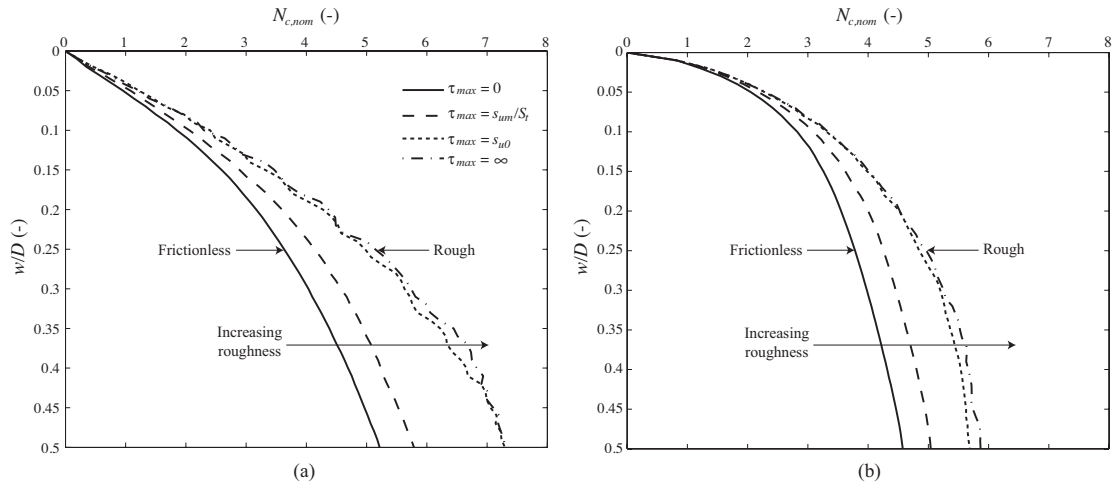 N_{c,nom} (-)
0 1 2 3 4 5 6 7 8
0
0.05
0.1
0.15
0.2
0.25
0.3
0.35
0.4
0.45
0.5
w/D (-)
τ_{max} = 0
τ_{max} = s_{um}/S_t
τ_{max} = s_{u0}
τ_{max} = ∞
Frictionless
Rough
Increasing
roughness
(a)
N_{c,nom} (-)
0 1 2 3 4 5 6 7 8
0
0.05
0.1
0.15
0.2
0.25
0.3
0.35
0.4
0.45
0.5
w/D (-)
Frictionless
Rough
Increasing
roughness
(b)